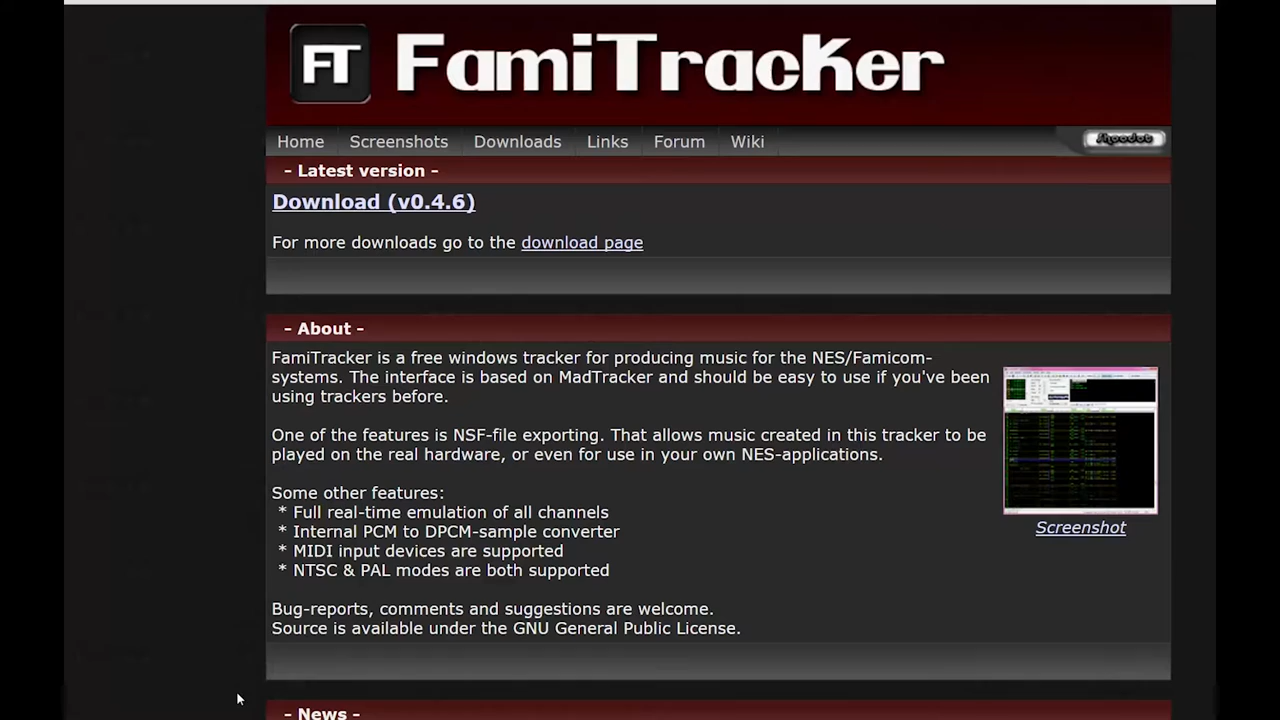 FT FamiTracker
Home Screenshots Downloads Links Forum Wiki Shoodot
- Latest version -
Download (v0.4.6)
For more downloads go to the download page
- About -
FamiTracker is a free windows tracker for producing music for the NES/Famicom-
systems. The interface is based on MadTracker and should be easy to use if you've been
using trackers before.
One of the features is NSF-file exporting. That allows music created in this tracker to be
played on the real hardware, or even for use in your own NES-applications.
Some other features:
* Full real-time emulation of all channels
* Internal PCM to DPCM-sample converter
* MIDI input devices are supported
* NTSC & PAL modes are both supported
Screenshot
Bug-reports, comments and suggestions are welcome.
Source is available under the GNU General Public License.
- News -